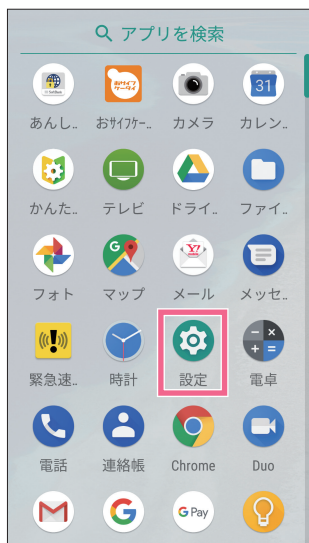 アプリを検索
あんし.. おサイフケー.. カメラ カレン..
31
かんた.. テレビ ドライ.. ファイ..
フォト マップ メール メッセ..
緊急速.. 時計 設定 電卓
電話 連絡帳 Chrome Duo
G Pay